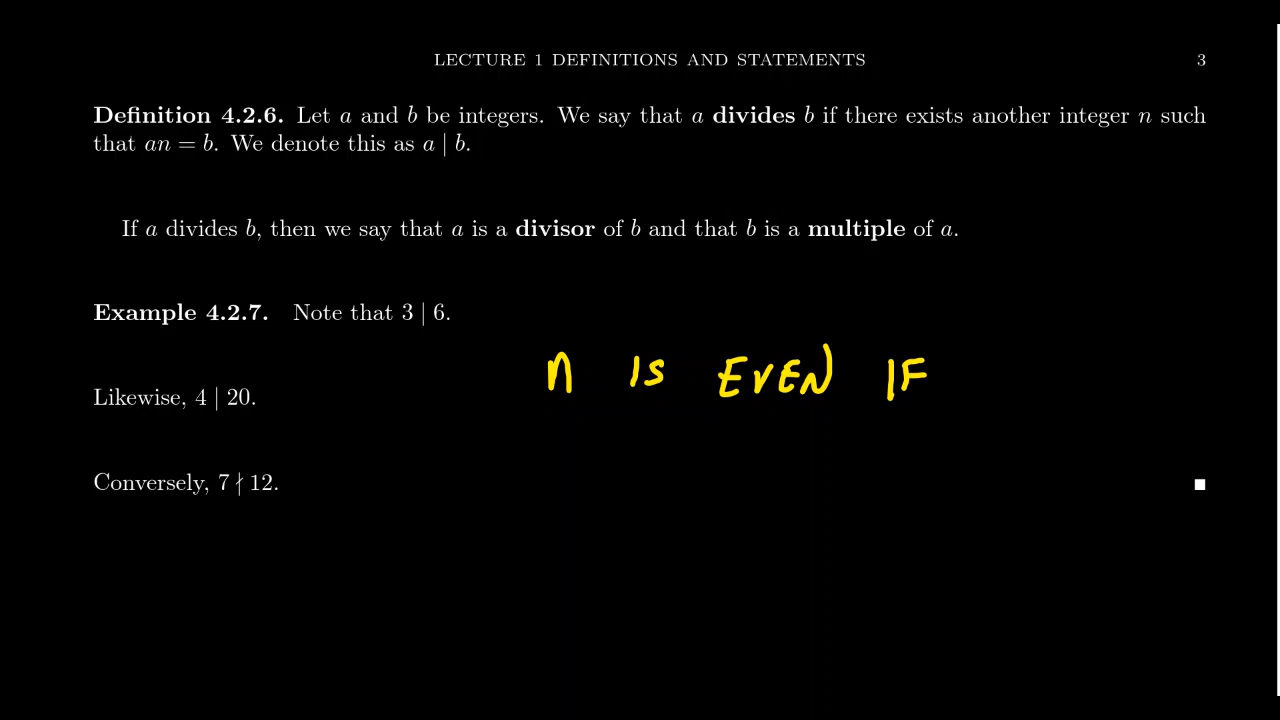 LECTURE 1 DEFINITIONS AND STATEMENTS 3
Definition 4.2.6. Let a and b be integers. We say that a divides b if there exists another integer n such
that an = b. We denote this as a | b.
If a divides b, then we say that a is a divisor of b and that b is a multiple of a.
Example 4.2.7. Note that 3 | 6.
n IS EVEN IF
Likewise, 4 | 20.
Conversely, 7 ∤ 12.